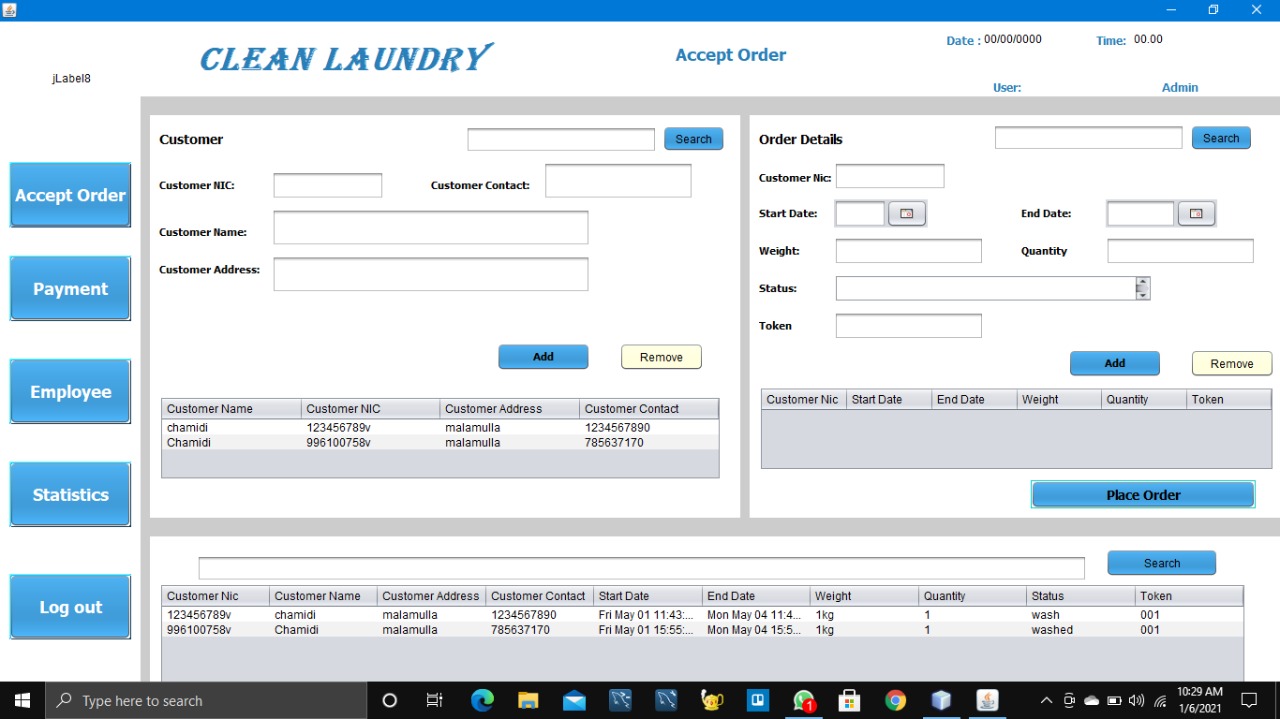 CLEAN LAUNDRY
Accept Order
Date : 00/00/0000
Time: 00.00
User:
Admin
jLabel8
Accept Order
Payment
Employee
Statistics
Log out
Customer
Search
Customer NIC:
Customer Contact:
Customer Name:
Customer Address:
Add
Remove
Customer Name Customer NIC Customer Address Customer Contact
chamidi 123456789v malamulla 1234567890
Chamidi 996100758v malamulla 785637170
Order Details
Search
Customer Nic:
Start Date:
End Date:
Weight:
Quantity
Status:
Token
Add
Remove
Customer Nic Start Date End Date Weight Quantity Token
Place Order
Search
Customer Nic Customer Name Customer Address Customer Contact Start Date End Date Weight Quantity Status Token
123456789v chamidi malamulla 1234567890 Fri May 01 11:43:... Mon May 04 11:4... 1kg 1 wash 001
996100758v Chamidi malamulla 785637170 Fri May 01 15:55:... Mon May 04 15:5... 1kg 1 washed 001
Type here to search
1
10:29 AM
1/6/2021